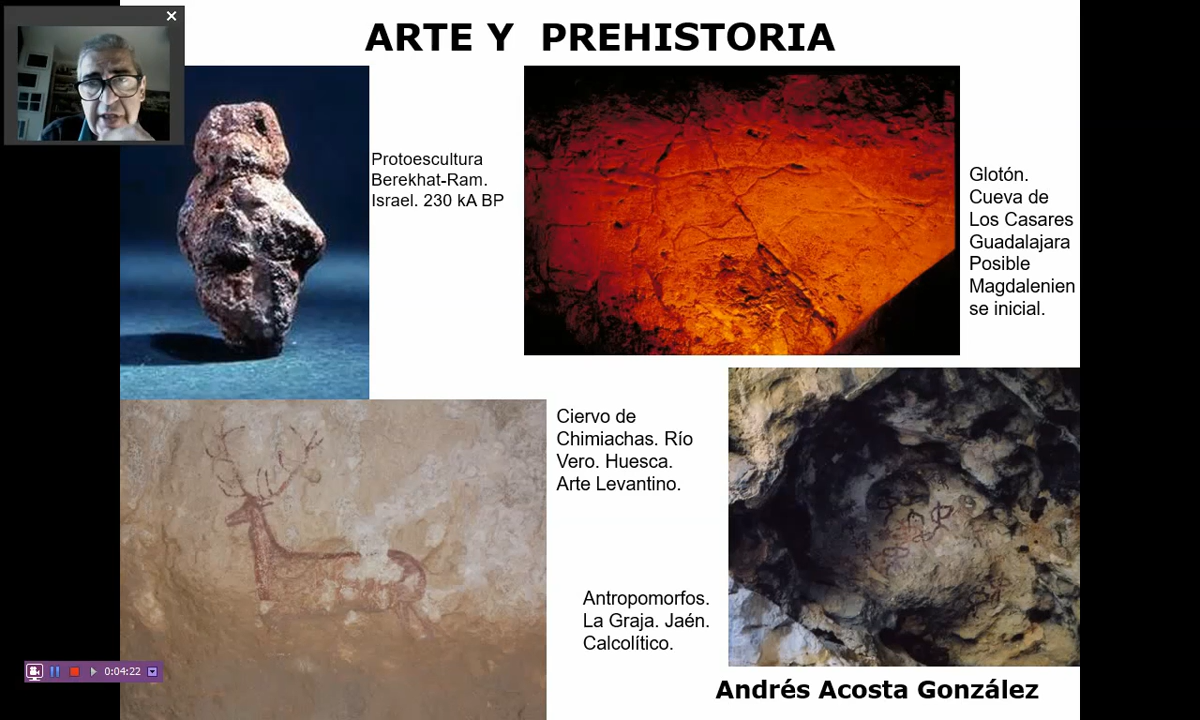 ARTE Y PREHISTORIA
Protoescultura
Berekhat-Ram.
Israel. 230 kA BP
Glotón.
Cueva de
Los Casares
Guadalajara
Posible
Magdalenien
se inicial.
Ciervo de
Chimiachas. Río
Vero. Huesca.
Arte Levantino.
Antropomorfos.
La Graja. Jaén.
Calcolítico.
0:04:22
Andrés Acosta González